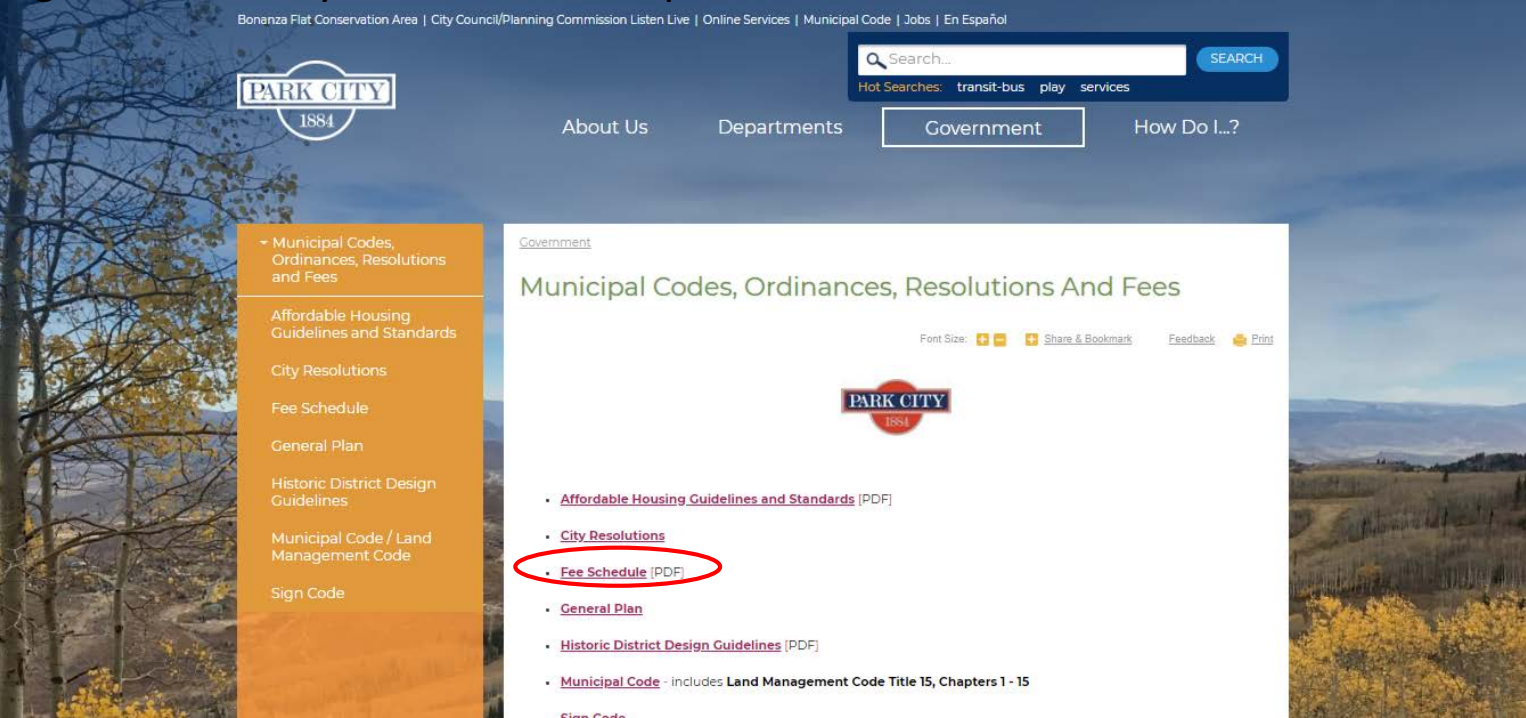 Bonanza Flat Conservation Area | City Council/Planning Commission Listen Live | Online Services | Municipal Code | Jobs | En Español
Search...
SEARCH
Hot Searches: transit-bus play services
PARK CITY
1884
About Us
Departments
Government
How Do I...?
Municipal Codes,
Ordinances, Resolutions
and Fees
Affordable Housing
Guidelines and Standards
City Resolutions
Fee Schedule
General Plan
Historic District Design
Guidelines
Municipal Code / Land
Management Code
Sign Code
Government
Municipal Codes, Ordinances, Resolutions And Fees
Font Size: Share & Bookmark Feedback Print
PARK CITY
1884
Affordable Housing Guidelines and Standards [PDF]
City Resolutions
Fee Schedule [PDF]
General Plan
Historic District Design Guidelines [PDF]
Municipal Code - includes Land Management Code Title 15, Chapters 1 - 15
Sign Code